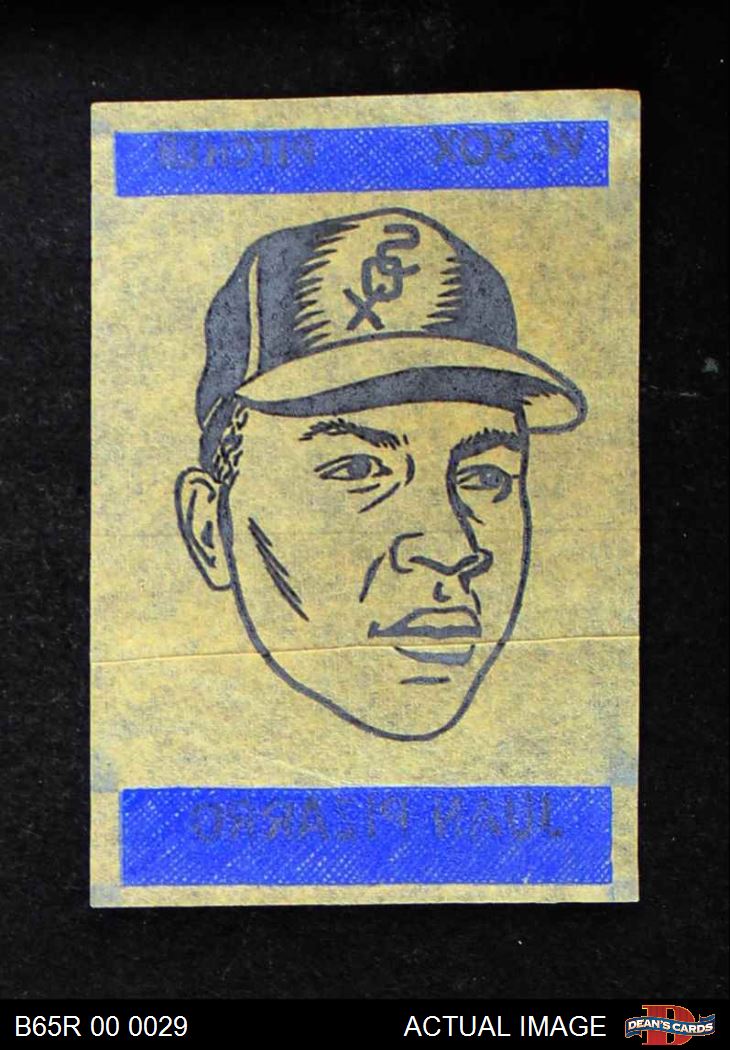 W. SOX PITCHER
SOX
JUAN PIZARRO
B65R 00 0029 ACTUAL IMAGE DEAN'S CARDS